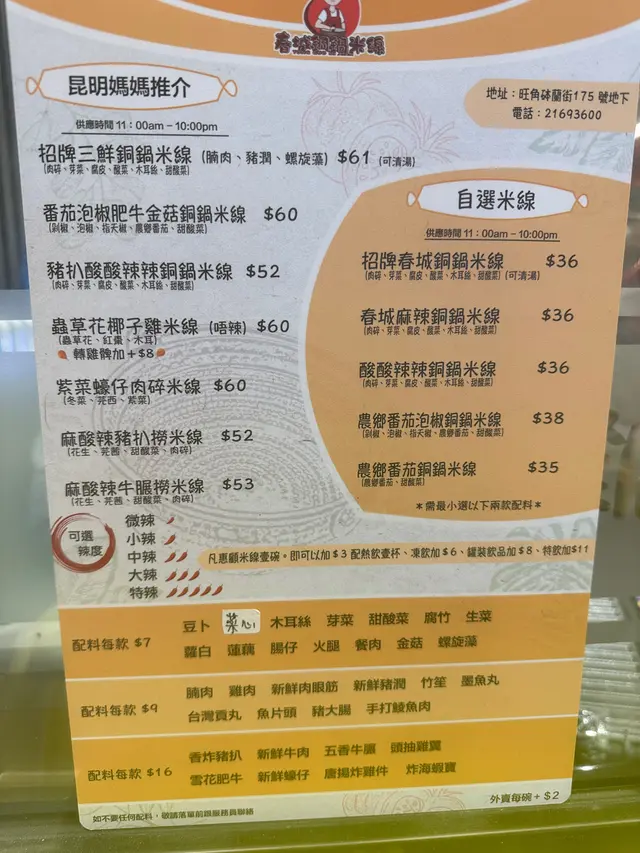 春城銅鍋米線
昆明媽媽推介
供應時間 11：00am – 10:00pm
招牌三鮮銅鍋米線 (腩肉、豬潤、螺旋藻) $61 (可清湯)
(肉碎、芽菜、腐皮、酸菜、木耳絲、甜酸菜)
番茄泡椒肥牛金菇銅鍋米線 $60
(剁椒、泡椒、指天椒、農鄉番茄、甜酸菜)
豬扒酸酸辣辣銅鍋米線 $52
(肉碎、芽菜、腐皮、酸菜、木耳絲、甜酸菜)
蟲草花椰子雞米線 (唔辣) $60
(蟲草花、紅棗、木耳)
轉雞髀加+$8
紫菜蠔仔肉碎米線 $60
(冬菜、芫西、紫菜)
麻酸辣豬扒撈米線 $52
(花生、芫茜、甜酸菜、肉碎)
麻酸辣牛𦟌撈米線 $53
(花生、芫茜、甜酸菜、肉碎)
可選辣度
微辣
小辣
中辣
大辣
特辣
地址：旺角砵蘭街175 號地下
電話：21693600
自選米線
供應時間 11：00am – 10:00pm
招牌春城銅鍋米線 $36
(肉碎、芽菜、腐皮、酸菜、木耳絲、甜酸菜) (可清湯)
春城麻辣銅鍋米線 $36
(肉碎、芽菜、腐皮、酸菜、木耳絲、甜酸菜)
酸酸辣辣銅鍋米線 $36
(肉碎、芽菜、腐皮、酸菜、木耳絲、甜酸菜)
農鄉番茄泡椒銅鍋米線 $38
(剁椒、泡椒、指天椒、農鄉番茄、甜酸菜)
農鄉番茄銅鍋米線 $35
(農鄉番茄、甜酸菜)
*需最小選以下兩款配料*
凡惠顧米線壹碗。即可以加$3 配熱飲壹杯、凍飲加$6、罐裝飲品加$8、特飲加$11
配料每款 $7
豆卜 菜心 木耳絲 芽菜 甜酸菜 腐竹 生菜
蘿白 蓮藕 腸仔 火腿 餐肉 金菇 螺旋藻
配料每款 $9
腩肉 雞肉 新鮮肉眼筋 新鮮豬潤 竹笙 墨魚丸
台灣貢丸 魚片頭 豬大腸 手打鯪魚肉
配料每款 $16
香炸豬扒 新鮮牛肉 五香牛𦟌 頭抽雞翼
雪花肥牛 新鮮蠔仔 唐揚炸雞件 炸海蝦寶
外賣每碗+$2
如不要任何配料，敬請落單前跟服務員聯絡